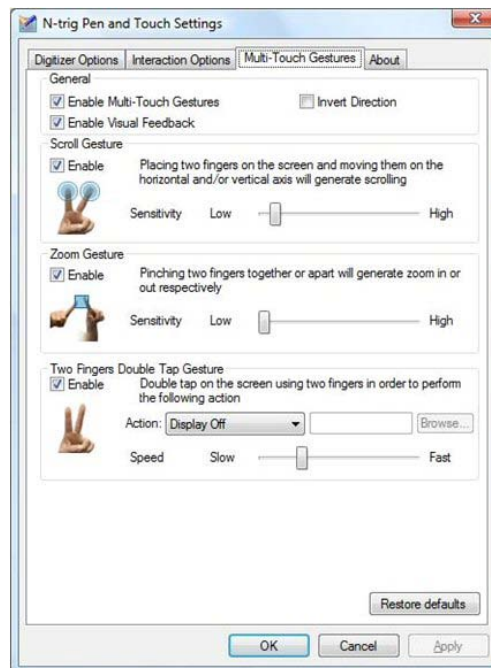 N-trig Pen and Touch Settings
Digitizer Options Interaction Options Multi-Touch Gestures About
General
Enable Multi-Touch Gestures Invert Direction
Enable Visual Feedback
Scroll Gesture
Enable Placing two fingers on the screen and moving them on the
horizontal and/or vertical axis will generate scrolling
Sensitivity Low High
Zoom Gesture
Enable Pinching two fingers together or apart will generate zoom in or
out respectively
Sensitivity Low High
Two Fingers Double Tap Gesture
Enable Double tap on the screen using two fingers in order to perform
the following action
Action: Display Off Browse...
Speed Slow Fast
Restore defaults
OK Cancel Apply